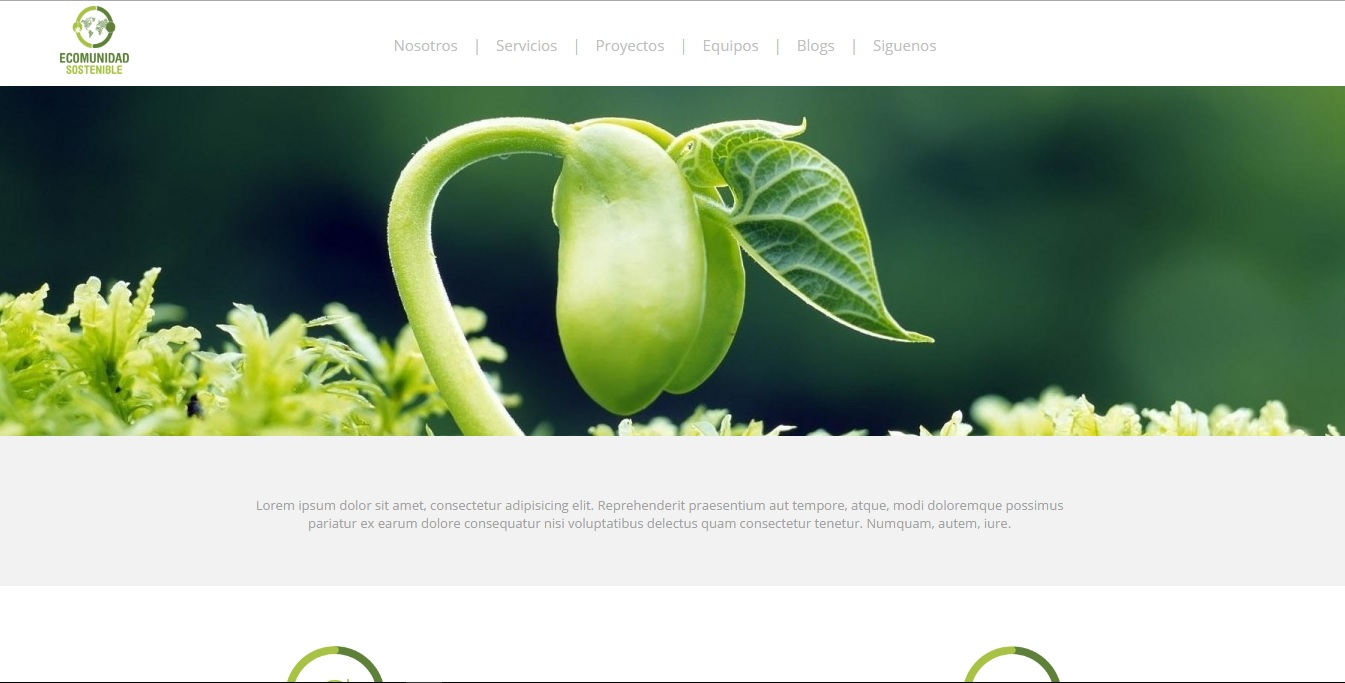 ECOMUNIDAD
SOSTENIBLE
Nosotros | Servicios | Proyectos | Equipos | Blogs | Siguenos
Lorem ipsum dolor sit amet, consectetur adipisicing elit. Reprehenderit praesentium aut tempore, atque, modi doloremque possimus
pariatur ex earum dolore consequatur nisi voluptatibus delectus quam consectetur tenetur. Numquam, autem, iure.